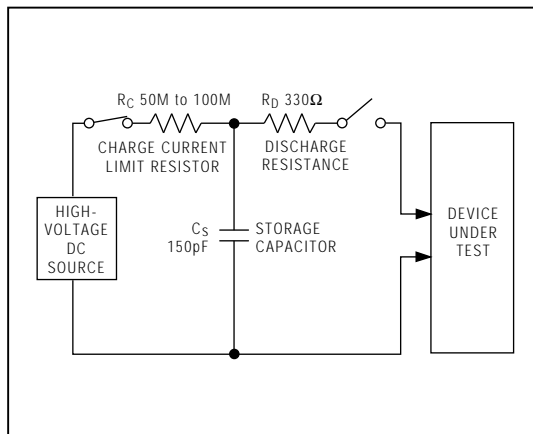 RC 50M to 100M
RD 330Ω
CHARGE CURRENT
LIMIT RESISTOR
DISCHARGE
RESISTANCE
HIGH-
VOLTAGE
DC
SOURCE
CS
150pF
STORAGE
CAPACITOR
DEVICE
UNDER
TEST